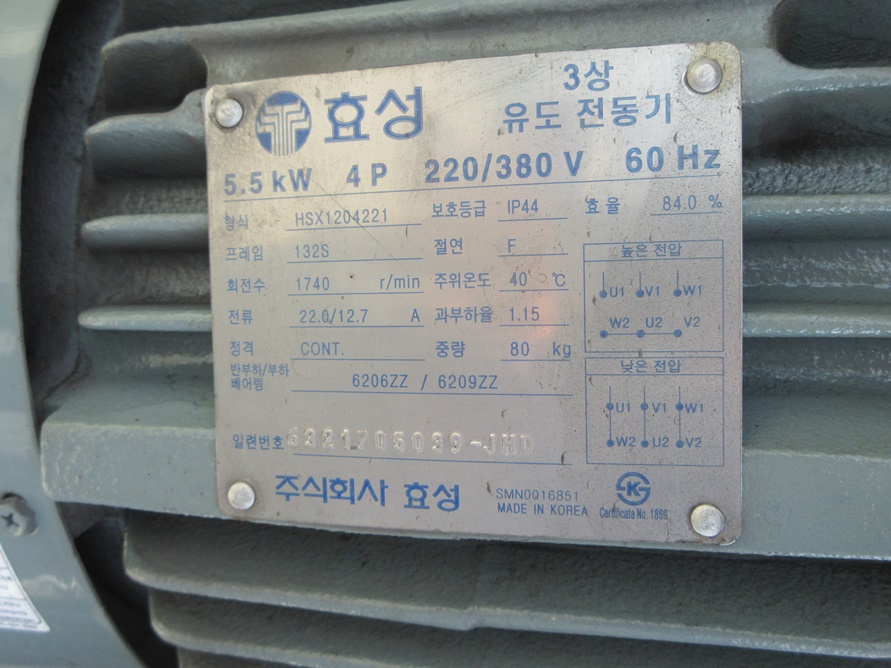 효성 3상 유도 전동기
5.5 kW 4 P 220/380 V 60 Hz
형식 HSX1204221 보호등급 IP44 효율 84.0 %
프레임 132S 절연 F
회전수 1740 r/min 주위온도 40 ℃
전류 22.0/12.7 A 과부하율 1.15
정격 CONT. 중량 80 kg
반부하/부하 베어링 6206ZZ / 6209ZZ
높은 전압
U1 V1 W1
W2 U2 V2
낮은 전압
U1 V1 W1
W2 U2 V2
일련번호
주식회사 효성
SMN0016851
MADE IN KOREA
Certificate No. 1869